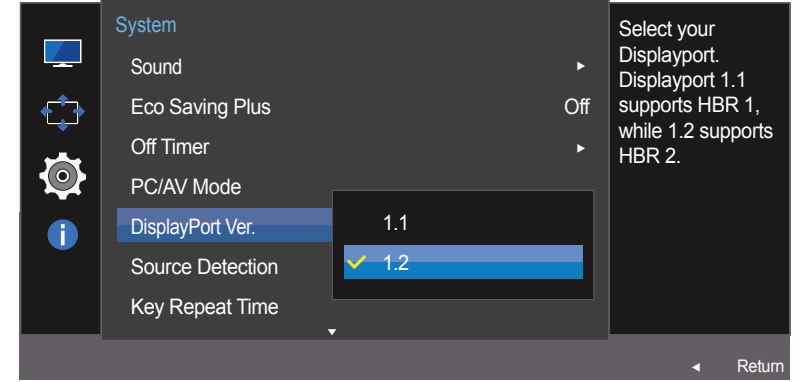 System
Sound
Eco Saving Plus Off
Off Timer
PC/AV Mode
DisplayPort Ver.
1.1
1.2
Source Detection
Key Repeat Time
Select your
Displayport.
Displayport 1.1
supports HBR 1,
while 1.2 supports
HBR 2.
Return